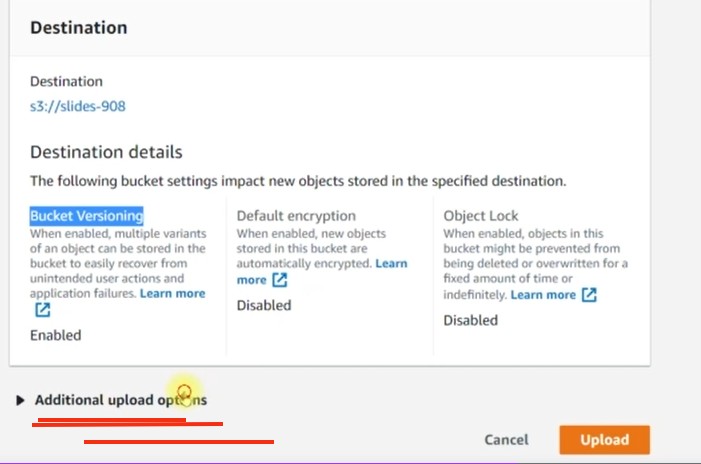 Destination
Destination
s3://slides-908
Destination details
The following bucket settings impact new objects stored in the specified destination.
Bucket Versioning
When enabled, multiple variants
of an object can be stored in the
bucket to easily recover from
unintended user actions and
application failures. Learn more
Enabled
Default encryption
When enabled, new objects
stored in this bucket are
automatically encrypted. Learn
more
Disabled
Object Lock
When enabled, objects in this
bucket might be prevented from
being deleted or overwritten for a
fixed amount of time or
indefinitely. Learn more
Disabled
Additional upload options
Cancel
Upload